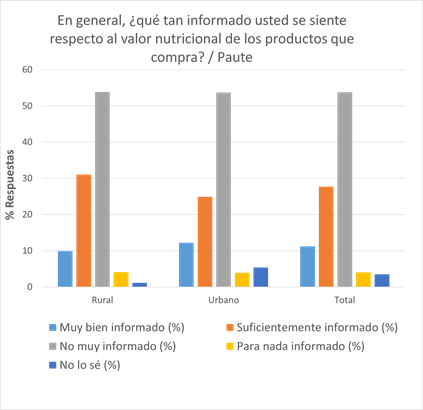 En general, ¿qué tan informado usted se siente
respecto al valor nutricional de los productos que
compra? / Paute
% Respuestas
60
50
40
30
20
10
0
Rural
Urbano
Total
Muy bien informado (%)
Suficientemente informado (%)
No muy informado (%)
Para nada informado (%)
No lo sé (%)